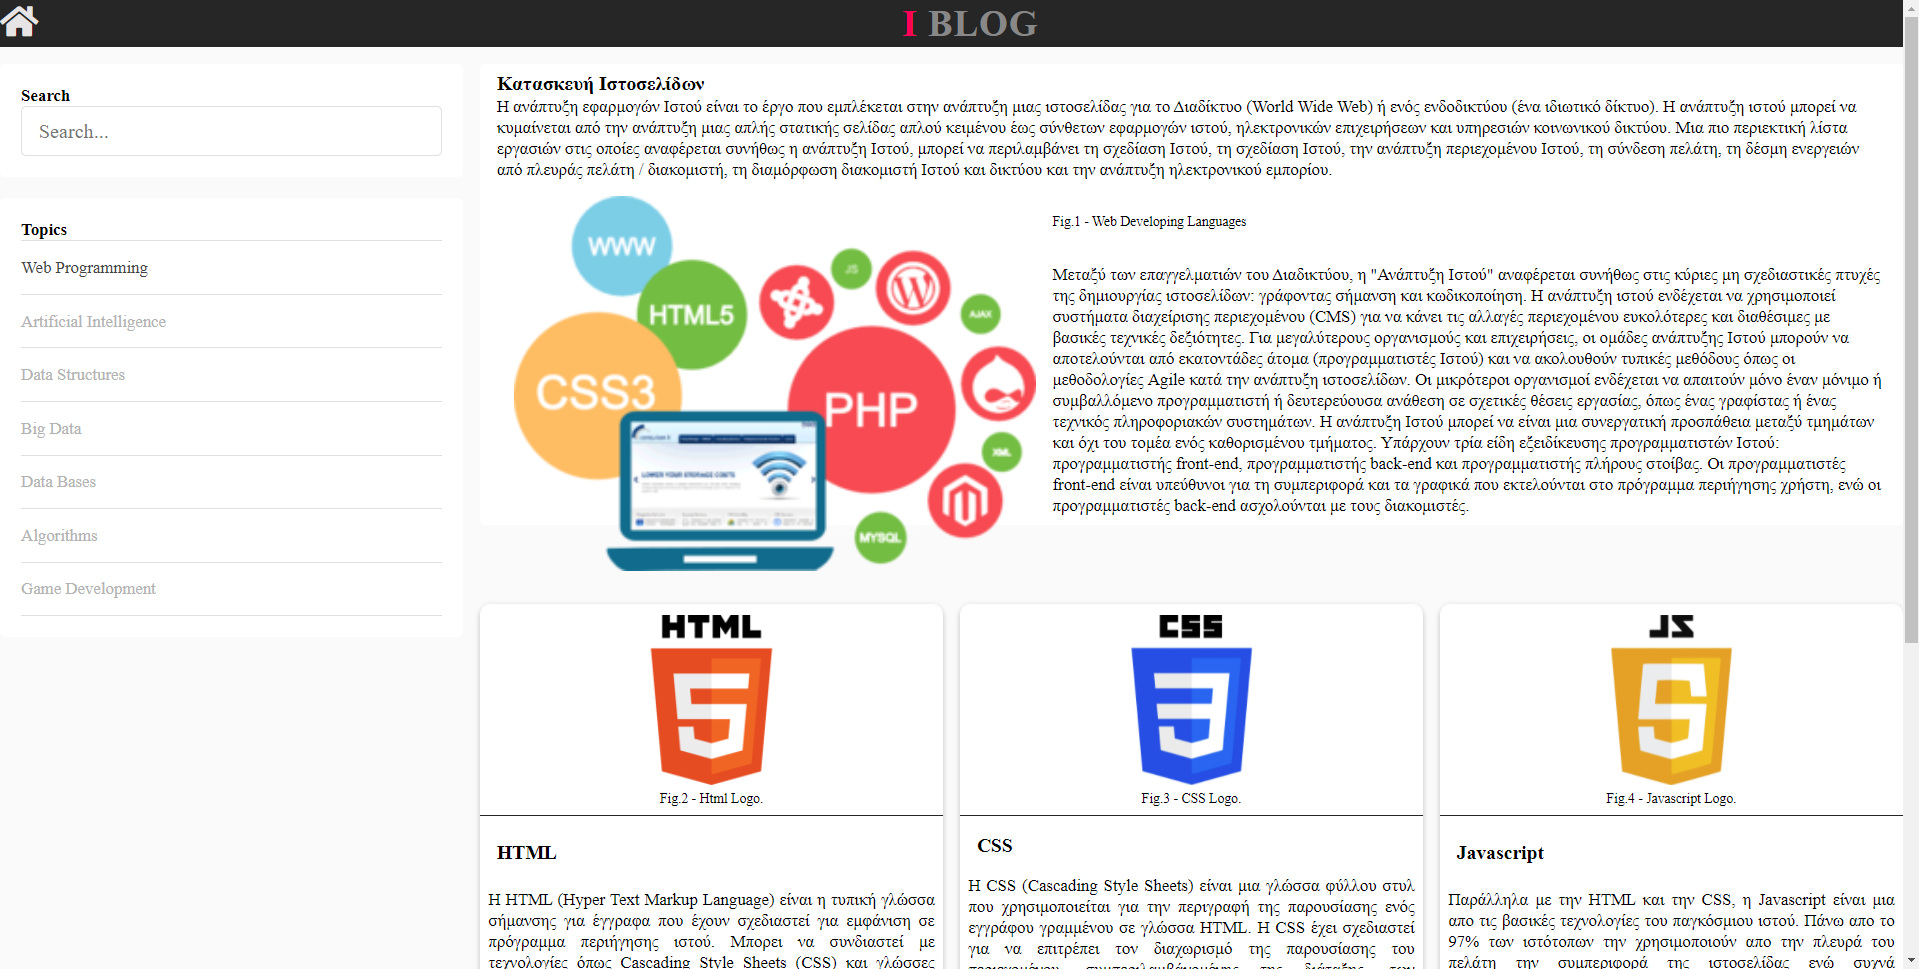 I BLOG
Search
Search...
Topics
Web Programming
Artificial Intelligence
Data Structures
Big Data
Data Bases
Algorithms
Game Development
Κατασκευή Ιστοσελίδων
Η ανάπτυξη εφαρμογών Ιστού είναι το έργο που εμπλέκεται στην ανάπτυξη μιας ιστοσελίδας για το Διαδίκτυο (World Wide Web) ή ενός ενδοδικτύου (ένα ιδιωτικό δίκτυο). Η ανάπτυξη ιστού μπορεί να
κυμαίνεται από την ανάπτυξη μιας απλής στατικής σελίδας απλού κειμένου έως σύνθετων εφαρμογών ιστού, ηλεκτρονικών επιχειρήσεων και υπηρεσιών κοινωνικού δικτύου. Μια πιο περιεκτική λίστα
εργασιών στις οποίες αναφέρεται συνήθως η ανάπτυξη Ιστού, μπορεί να περιλαμβάνει τη σχεδίαση Ιστού, τη σχεδίαση Ιστού, την ανάπτυξη περιεχομένου Ιστού, τη σύνδεση πελάτη, τη δέσμη ενεργειών
από πλευράς πελάτη / διακομιστή, τη διαμόρφωση διακομιστή Ιστού και δικτύου και την ανάπτυξη ηλεκτρονικού εμπορίου.
WWW
HTML5
CSS3
JS
AJAX
PHP
XML
MYSQL
LOWER YOUR STORAGE COSTS
Fig.1 - Web Developing Languages
Μεταξύ των επαγγελματιών του Διαδικτύου, η "Ανάπτυξη Ιστού" αναφέρεται συνήθως στις κύριες μη σχεδιαστικές πτυχές
της δημιουργίας ιστοσελίδων: γράφοντας σήμανση και κωδικοποίηση. Η ανάπτυξη ιστού ενδέχεται να χρησιμοποιεί
συστήματα διαχείρισης περιεχομένου (CMS) για να κάνει τις αλλαγές περιεχομένου ευκολότερες και διαθέσιμες με
βασικές τεχνικές δεξιότητες. Για μεγαλύτερους οργανισμούς και επιχειρήσεις, οι ομάδες ανάπτυξης Ιστού μπορούν να
αποτελούνται από εκατοντάδες άτομα (προγραμματιστές Ιστού) και να ακολουθούν τυπικές μεθόδους όπως οι
μεθοδολογίες Agile κατά την ανάπτυξη ιστοσελίδων. Οι μικρότεροι οργανισμοί ενδέχεται να απαιτούν μόνο έναν μόνιμο ή
συμβαλλόμενο προγραμματιστή ή δευτερεύουσα ανάθεση σε σχετικές θέσεις εργασίας, όπως ένας γραφίστας ή ένας
τεχνικός πληροφοριακών συστημάτων. Η ανάπτυξη Ιστού μπορεί να είναι μια συνεργατική προσπάθεια μεταξύ τμημάτων
και όχι του τομέα ενός καθορισμένου τμήματος. Υπάρχουν τρία είδη εξειδίκευσης προγραμματιστών Ιστού:
προγραμματιστής front-end, προγραμματιστής back-end και προγραμματιστής πλήρους στοίβας. Οι προγραμματιστές
front-end είναι υπεύθυνοι για τη συμπεριφορά και τα γραφικά που εκτελούνται στο πρόγραμμα περιήγησης χρήστη, ενώ οι
προγραμματιστές back-end ασχολούνται με τους διακομιστές.
HTML
5
Fig.2 - Html Logo.
HTML
Η HTML (Hyper Text Markup Language) είναι η τυπική γλώσσα
σήμανσης για έγγραφα που έχουν σχεδιαστεί για εμφάνιση σε
πρόγραμμα περιήγησης ιστού. Μπορει να συνδιαστεί με
τεχνολογίες όπως Cascading Style Sheets (CSS) και γλώσσες
CSS
3
Fig.3 - CSS Logo.
CSS
Η CSS (Cascading Style Sheets) είναι μια γλώσσα φύλλου στυλ
που χρησιμοποιείται για την περιγραφή της παρουσίασης ενός
εγγράφου γραμμένου σε γλώσσα HTML. Η CSS έχει σχεδιαστεί
για να επιτρέπει τον διαχωρισμό της παρουσίασης του
περιεχομένου, συμπεριλαμβανομένης της διάταξης, των
JS
Fig.4 - Javascript Logo.
Javascript
Παράλληλα με την HTML και την CSS, η Javascript είναι μια
απο τις βασικές τεχνολογίες του παγκόσμιου ιστού. Πάνω απο το
97% των ιστότοπων την χρησιμοποιούν απο την πλευρά του
πελάτη την συμπεριφορά της ιστοσελίδας ενώ συχνά